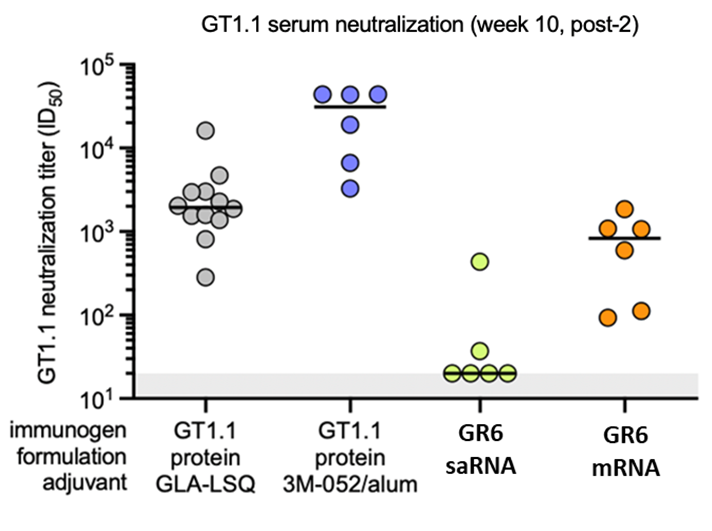 GT1.1 serum neutralization (week 10, post-2)
GT1.1 neutralization titer (ID50)
10^5
10^4
10^3
10^2
10^1
immunogen
formulation
adjuvant
GT1.1
protein
GLA-LSQ
GT1.1
protein
3M-052/alum
GR6
saRNA
GR6
mRNA